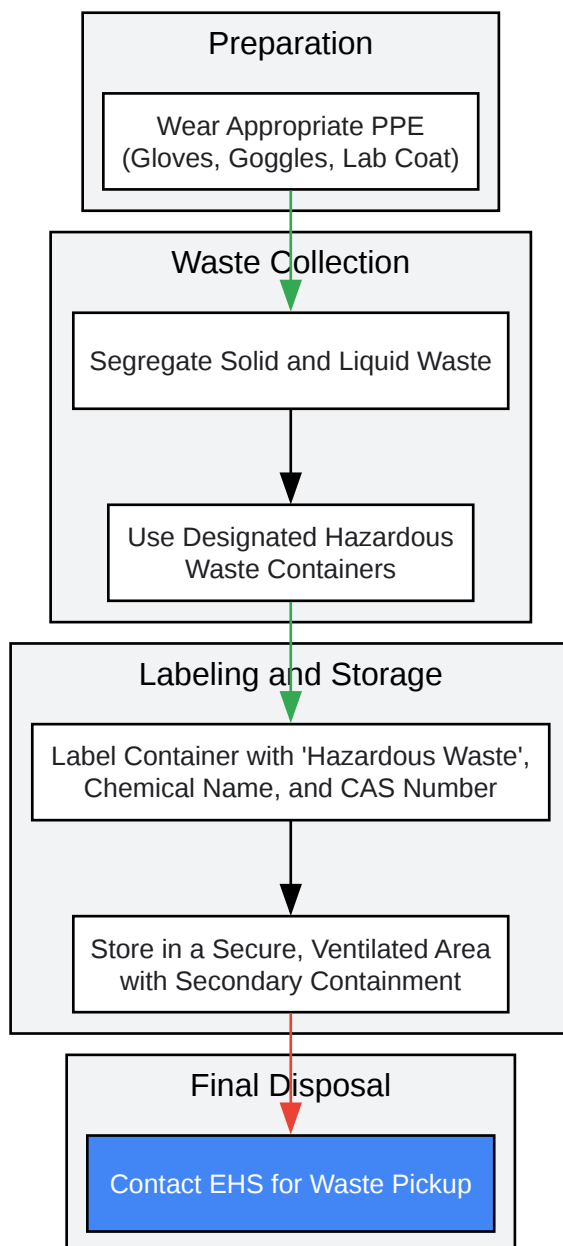 Preparation
Wear Appropriate PPE
(Gloves, Goggles, Lab Coat)
Waste Collection
Segregate Solid and Liquid Waste
Use Designated Hazardous
Waste Containers
Labeling and Storage
Label Container with 'Hazardous Waste',
Chemical Name, and CAS Number
Store in a Secure, Ventilated Area
with Secondary Containment
Final Disposal
Contact EHS for Waste Pickup